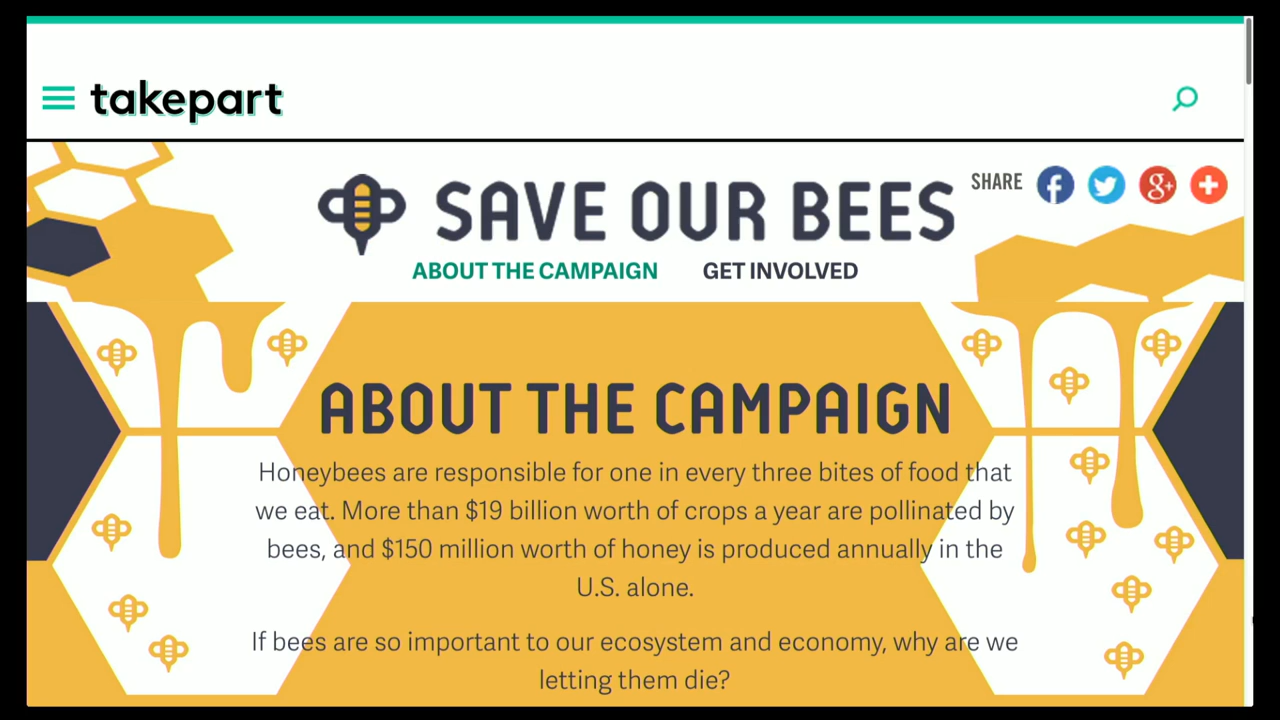 takepart
SAVE OUR BEES
SHARE
ABOUT THE CAMPAIGN GET INVOLVED
ABOUT THE CAMPAIGN
Honeybees are responsible for one in every three bites of food that
we eat. More than $19 billion worth of crops a year are pollinated by
bees, and $150 million worth of honey is produced annually in the
U.S. alone.
If bees are so important to our ecosystem and economy, why are we
letting them die?